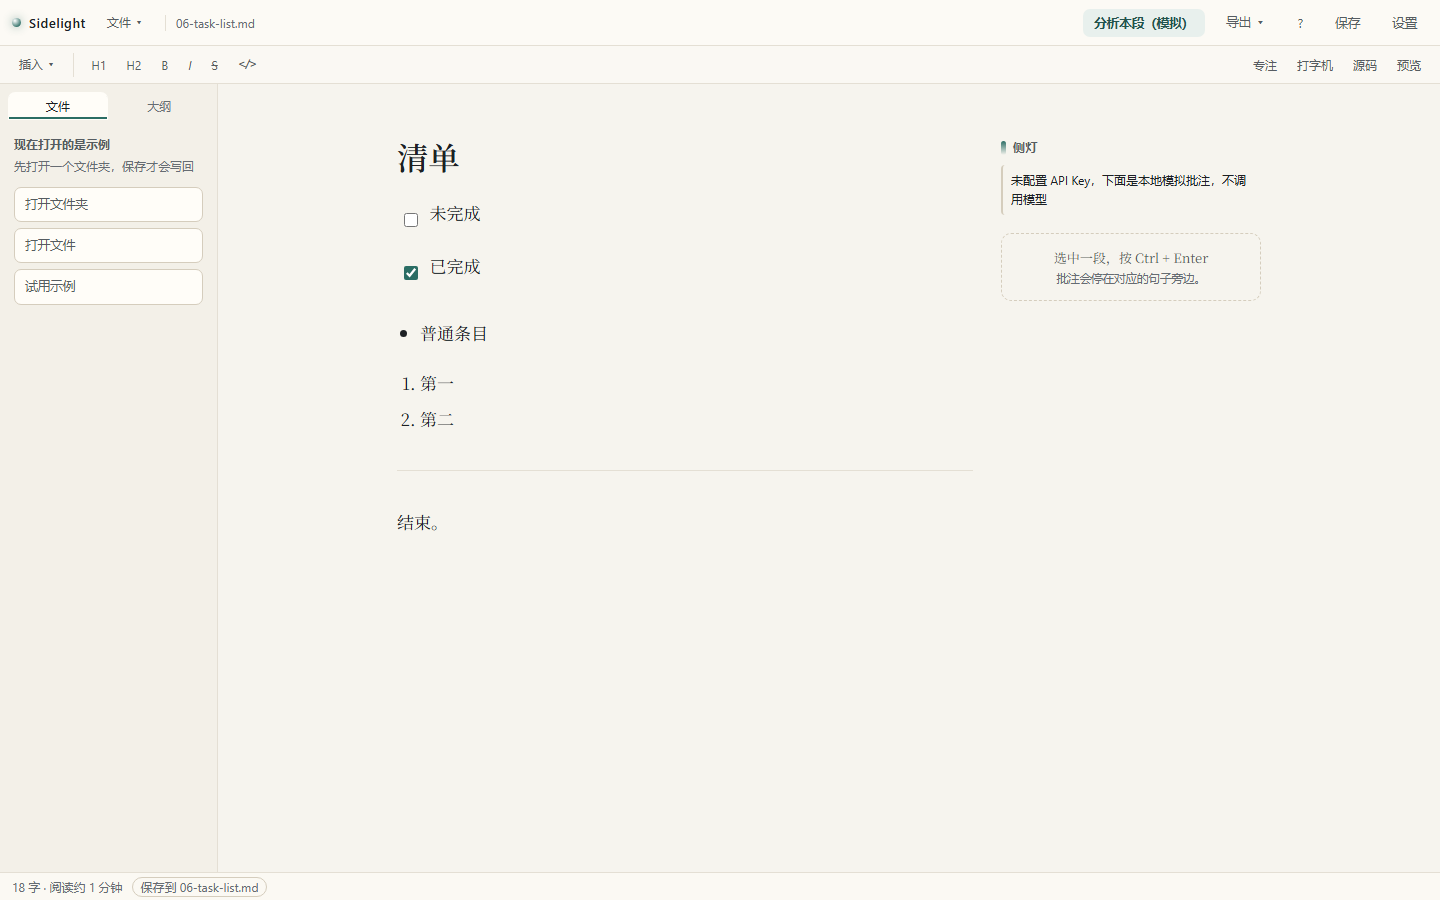 Sidelight 文件 06-task-list.md 分析本段（模拟） 导出 ? 保存 设置
插入 H1 H2 B I S </> 专注 打字机 源码 预览
文件 大纲
现在打开的是示例
先打开一个文件夹，保存才会写回
打开文件夹
打开文件
试用示例
清单
未完成
已完成
• 普通条目
1. 第一
2. 第二
结束。
侧灯
未配置 API Key，下面是本地模拟批注，不调
用模型
选中一段，按 Ctrl + Enter
批注会停在对应的句子旁边。
18 字 · 阅读约 1 分钟 保存到 06-task-list.md